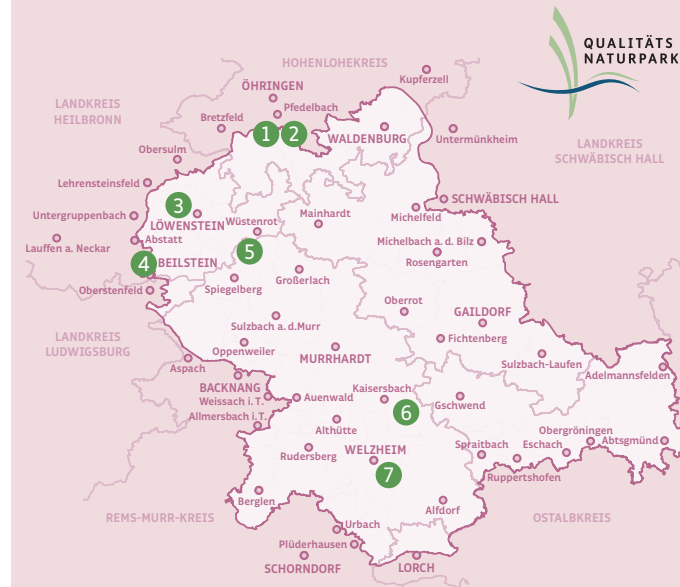 QUALITÄTS
NATURPARK
HOHENLOHEKREIS
Kupferzell
ÖHRINGEN
LANDKREIS
HEILBRONN
Pfedelbach
Bretzfeld
1
2
WALDENBURG
Untermünkheim
LANDKREIS
SCHWÄBISCH HALL
Obersulm
Lehrensteinsfeld
3
SCHWÄBISCH HALL
Untergruppenbach
LÖWENSTEIN
Wüstenrot
Mainhardt
Michelfeld
Lauffen a. Neckar
Abstatt
5
Michelbach a. d. Bilz
4
BEILSTEIN
Rosengarten
Oberstenfeld
Spiegelberg
Großerlach
Oberrot
GAILDORF
Sulzbach a. d.Murr
LANDKREIS
LUDWIGSBURG
Oppenweiler
MURRHARDT
Fichtenberg
Aspach
Sulzbach-Laufen
Adelmannsfelden
BACKNANG
Weissach i. T.
Auenwald
Kaisersbach
Gschwend
Allmersbach i.T.
Althütte
6
Obergröningen
Rudersberg
WELZHEIM
Spraitbach
Eschach
Abtsgmünd
7
Ruppertshofen
Berglen
Alfdorf
REMS-MURR-KREIS
OSTALBKREIS
Urbach
Plüderhausen
SCHORNDORF
LORCH